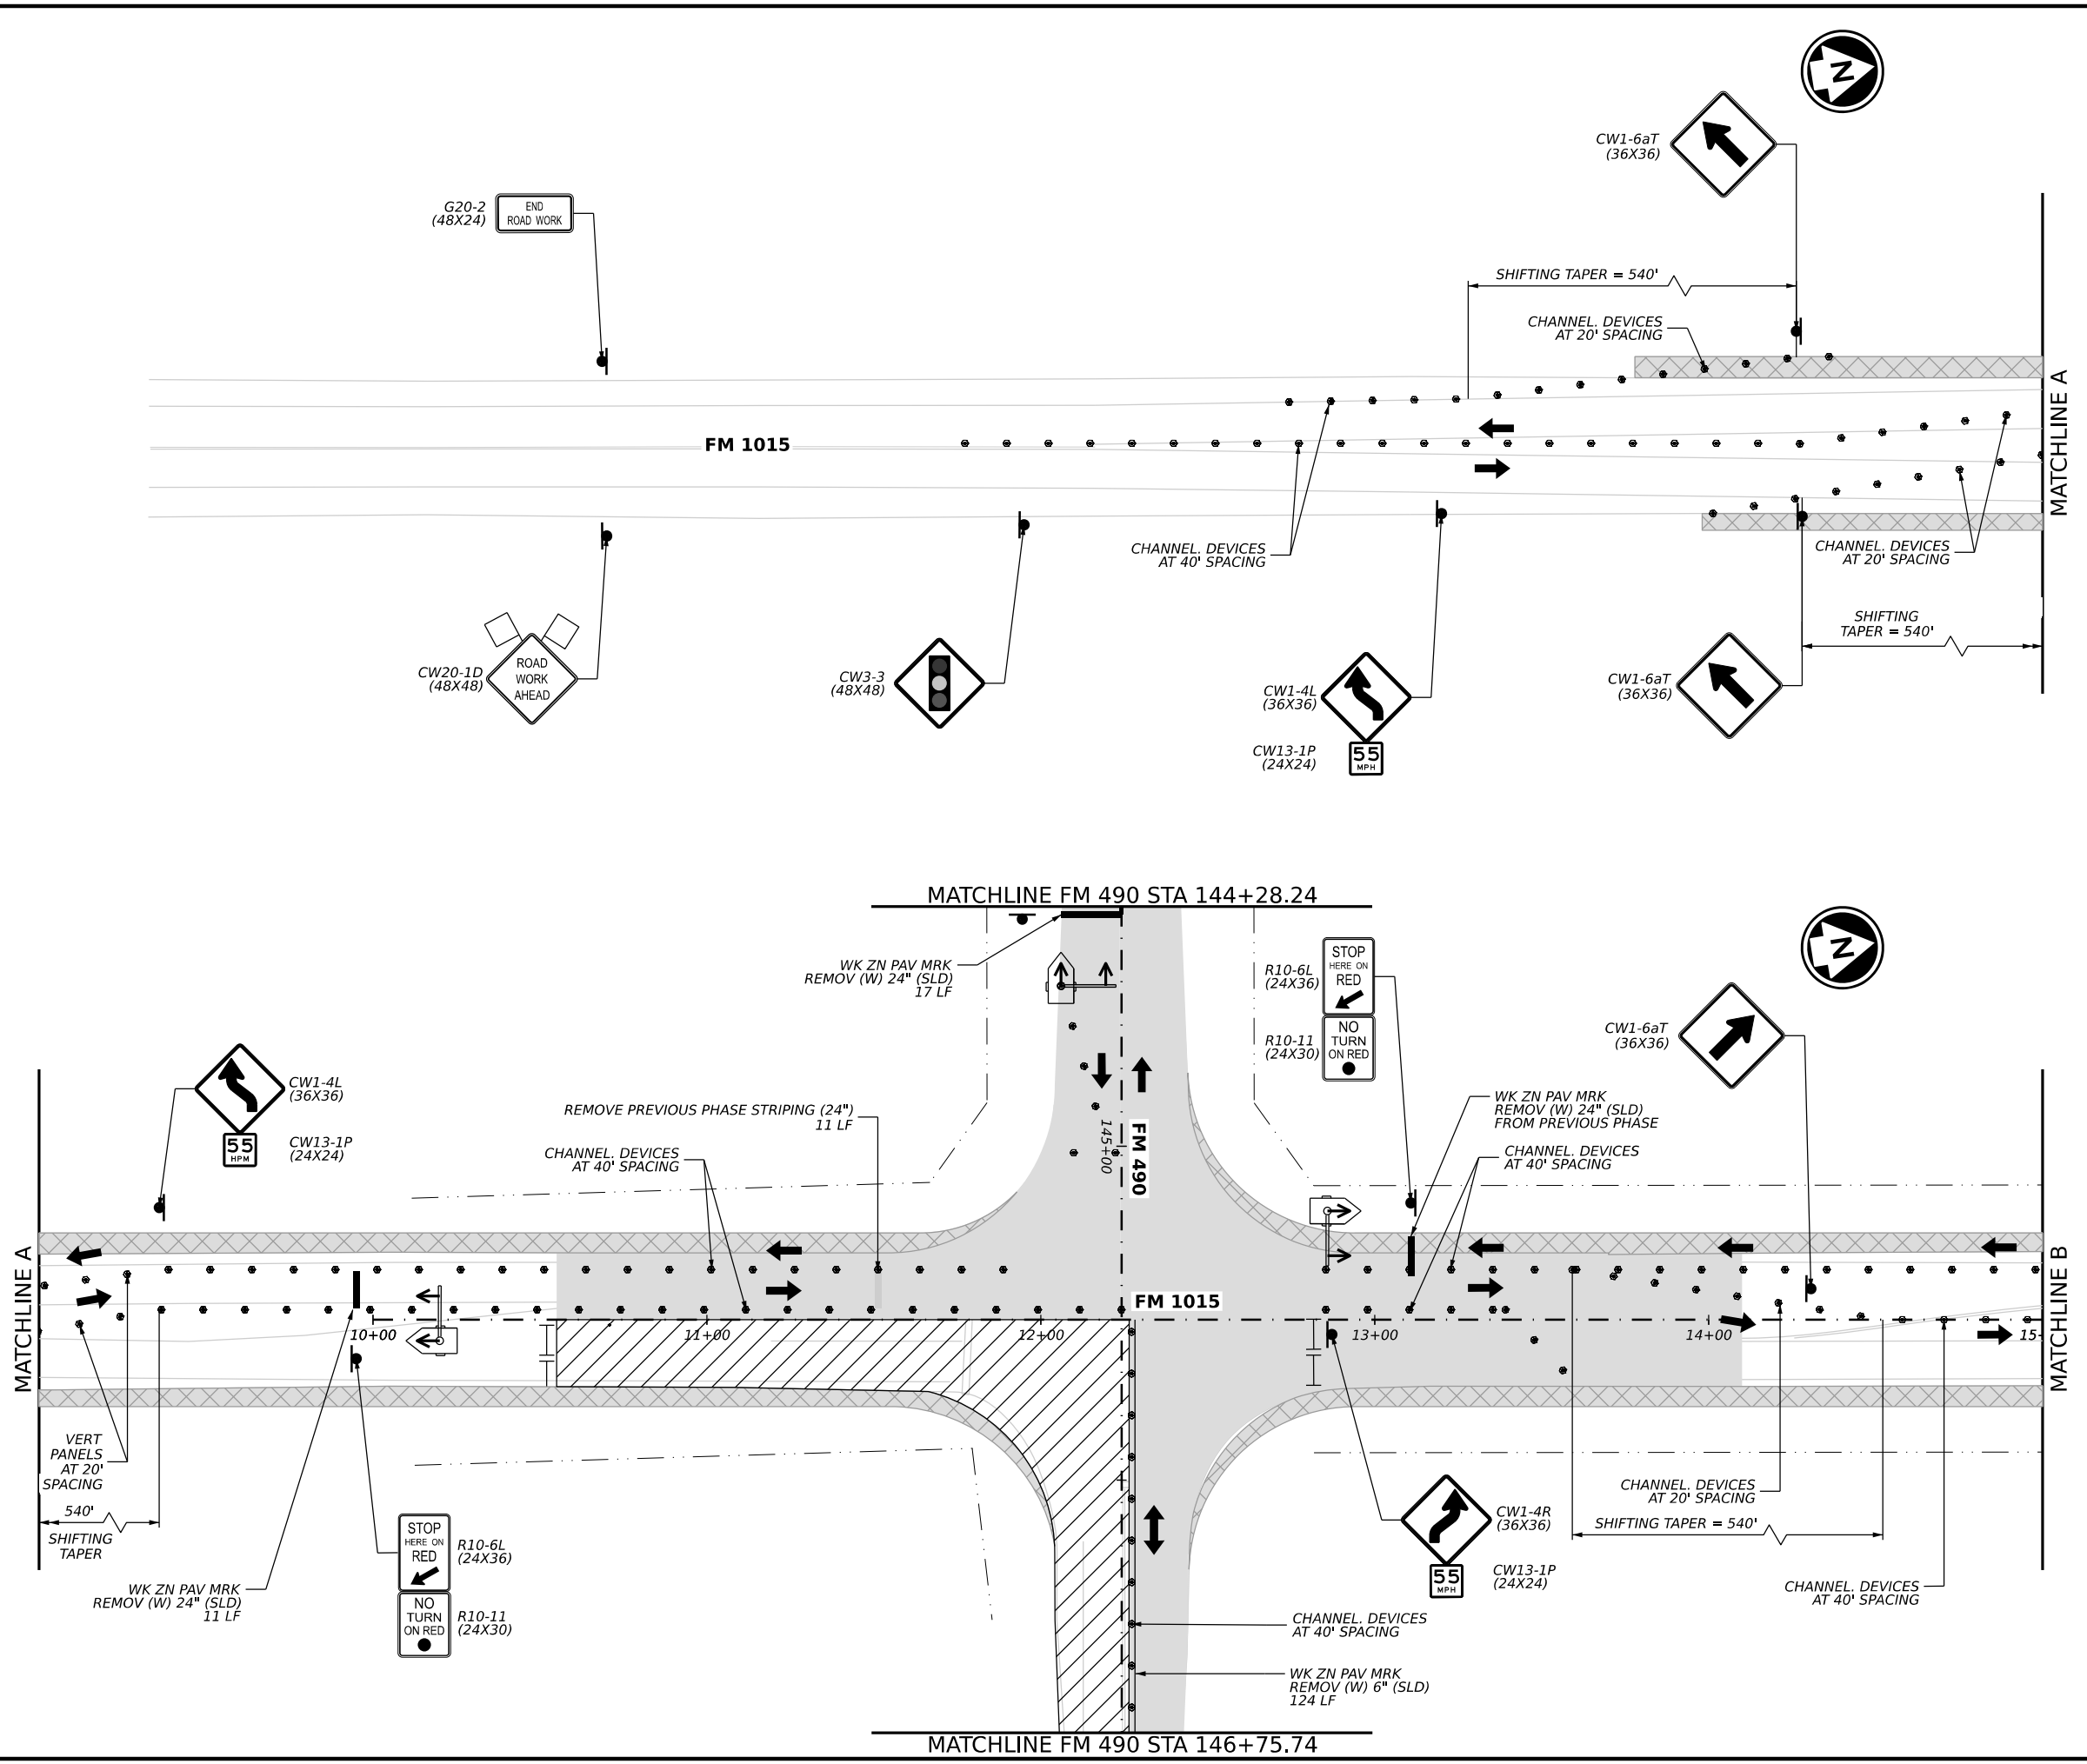 N
CW1-6aT
(36X36)
G20-2
(48X24)
END
ROAD WORK
SHIFTING TAPER = 540'
CHANNEL. DEVICES
AT 20' SPACING
MATCHLINE A
FM 1015
CHANNEL. DEVICES
AT 40' SPACING
CHANNEL. DEVICES
AT 20' SPACING
SHIFTING
TAPER = 540'
CW20-1D
(48X48)
ROAD
WORK
AHEAD
CW3-3
(48X48)
CW1-4L
(36X36)
CW13-1P
(24X24)
55
MPH
CW1-6aT
(36X36)
MATCHLINE FM 490 STA 144+28.24
N
WK ZN PAV MRK
REMOV (W) 24" (SLD)
17 LF
R10-6L
(24X36)
STOP
HERE ON
RED
R10-11
(24X30)
NO
TURN
ON RED
CW1-6aT
(36X36)
CW1-4L
(36X36)
CW13-1P
(24X24)
55
HPM
REMOVE PREVIOUS PHASE STRIPING (24")
11 LF
CHANNEL. DEVICES
AT 40' SPACING
145+00
FM 490
WK ZN PAV MRK
REMOV (W) 24" (SLD)
FROM PREVIOUS PHASE
CHANNEL. DEVICES
AT 40' SPACING
MATCHLINE A
MATCHLINE B
FM 1015
10+00
11+00
12+00
13+00
14+00
15-
VERT
PANELS
AT 20'
SPACING
540'
SHIFTING
TAPER
WK ZN PAV MRK
REMOV (W) 24" (SLD)
11 LF
STOP
HERE ON
RED
R10-6L
(24X36)
NO
TURN
ON RED
R10-11
(24X30)
CW1-4R
(36X36)
55
MPH
CW13-1P
(24X24)
CHANNEL. DEVICES
AT 20' SPACING
SHIFTING TAPER = 540'
CHANNEL. DEVICES
AT 40' SPACING
CHANNEL. DEVICES
AT 40' SPACING
WK ZN PAV MRK
REMOV (W) 6" (SLD)
124 LF
MATCHLINE FM 490 STA 146+75.74